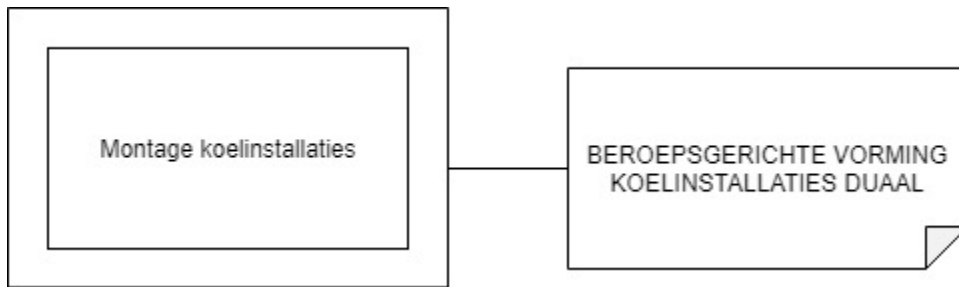 Montage koelinstallaties
BEROEPSGERICHTE VORMING
KOELINSTALLATIES DUAAL